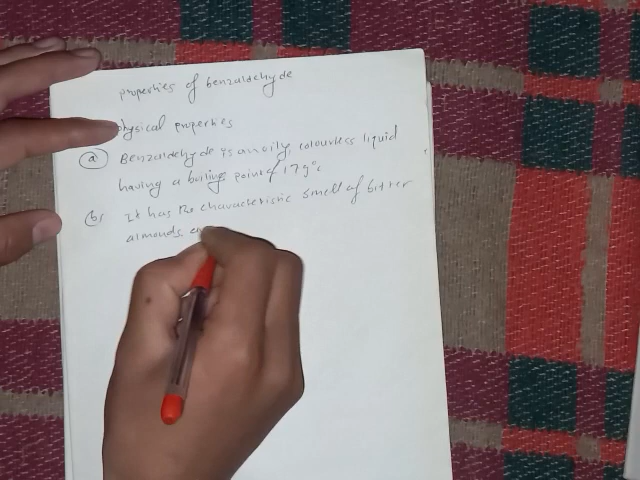 properties of benzaldehyde
physical properties
(a) Benzaldehyde is an oily, colourless liquid
having a boiling point of 179°C
(b) It has the characteristic smell of bitter
almonds.